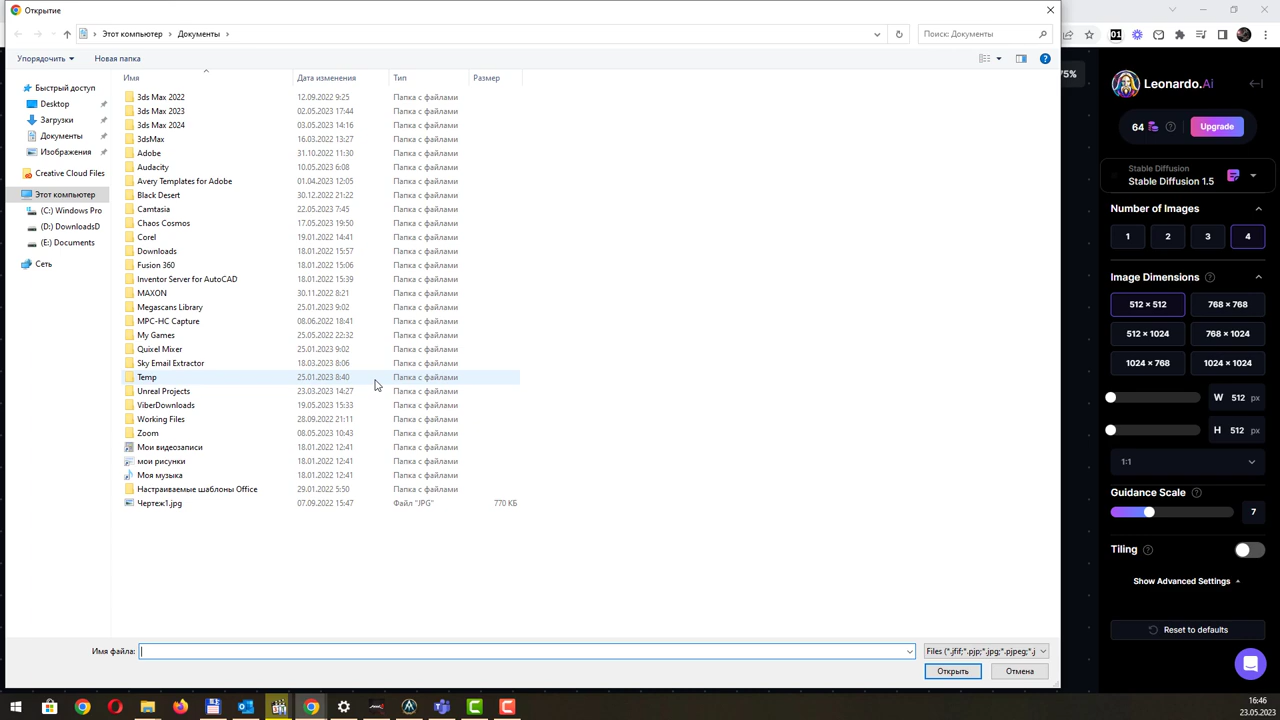 Открытие
Этот компьютер
Документы
Поиск: Документы
Упорядочить
Новая папка
Имя
Дата изменения
Тип
Размер
Быстрый доступ
Desktop
Загрузки
Документы
Изображения
Creative Cloud Files
Этот компьютер
(C:) Windows Pro
(D:) DownloadsD
(E:) Documents
Сеть
3ds Max 2022 12.09.2022 9:25 Папка с файлами
3ds Max 2023 02.05.2023 17:44 Папка с файлами
3ds Max 2024 03.05.2023 14:16 Папка с файлами
3dsMax 16.03.2022 13:27 Папка с файлами
Adobe 31.10.2022 11:30 Папка с файлами
Audacity 10.05.2023 6:08 Папка с файлами
Avery Templates for Adobe 01.04.2023 12:05 Папка с файлами
Black Desert 30.12.2022 21:22 Папка с файлами
Camtasia 22.05.2023 7:45 Папка с файлами
Chaos Cosmos 17.05.2023 19:50 Папка с файлами
Corel 19.01.2022 14:41 Папка с файлами
Downloads 18.01.2022 15:57 Папка с файлами
Fusion 360 18.01.2022 15:06 Папка с файлами
Inventor Server for AutoCAD 18.01.2022 15:39 Папка с файлами
MAXON 30.11.2022 8:21 Папка с файлами
Megascans Library 25.01.2023 9:02 Папка с файлами
MPC-HC Capture 08.06.2022 18:41 Папка с файлами
My Games 25.05.2022 22:32 Папка с файлами
Quixel Mixer 25.01.2023 9:02 Папка с файлами
Sky Email Extractor 18.03.2023 8:06 Папка с файлами
Temp 25.01.2023 8:40 Папка с файлами
Unreal Projects 23.03.2023 14:27 Папка с файлами
ViberDownloads 19.05.2023 15:33 Папка с файлами
Working Files 28.09.2022 21:11 Папка с файлами
Zoom 08.05.2023 10:43 Папка с файлами
Мои видеозаписи 18.01.2022 12:41 Папка с файлами
мои рисунки 18.01.2022 12:41 Папка с файлами
Моя музыка 18.01.2022 12:41 Папка с файлами
Настраиваемые шаблоны Office 29.01.2022 5:50 Папка с файлами
Чертеж1.jpg 07.09.2022 15:47 Файл "JPG" 770 КБ
Имя файла:
Files (*.jfif;*.pjp;*.jpg;*.pjpeg;*.j
Открыть
Отмена
75%
01
Leonardo.Ai
64
Upgrade
Stable Diffusion
Stable Diffusion 1.5
Number of Images
1 2 3 4
Image Dimensions
512 × 512 768 × 768
512 × 1024 768 × 1024
1024 × 768 1024 × 1024
W 512 px
H 512 px
1:1
Guidance Scale
7
Tiling
Show Advanced Settings
Reset to defaults
16:46
23.05.2023